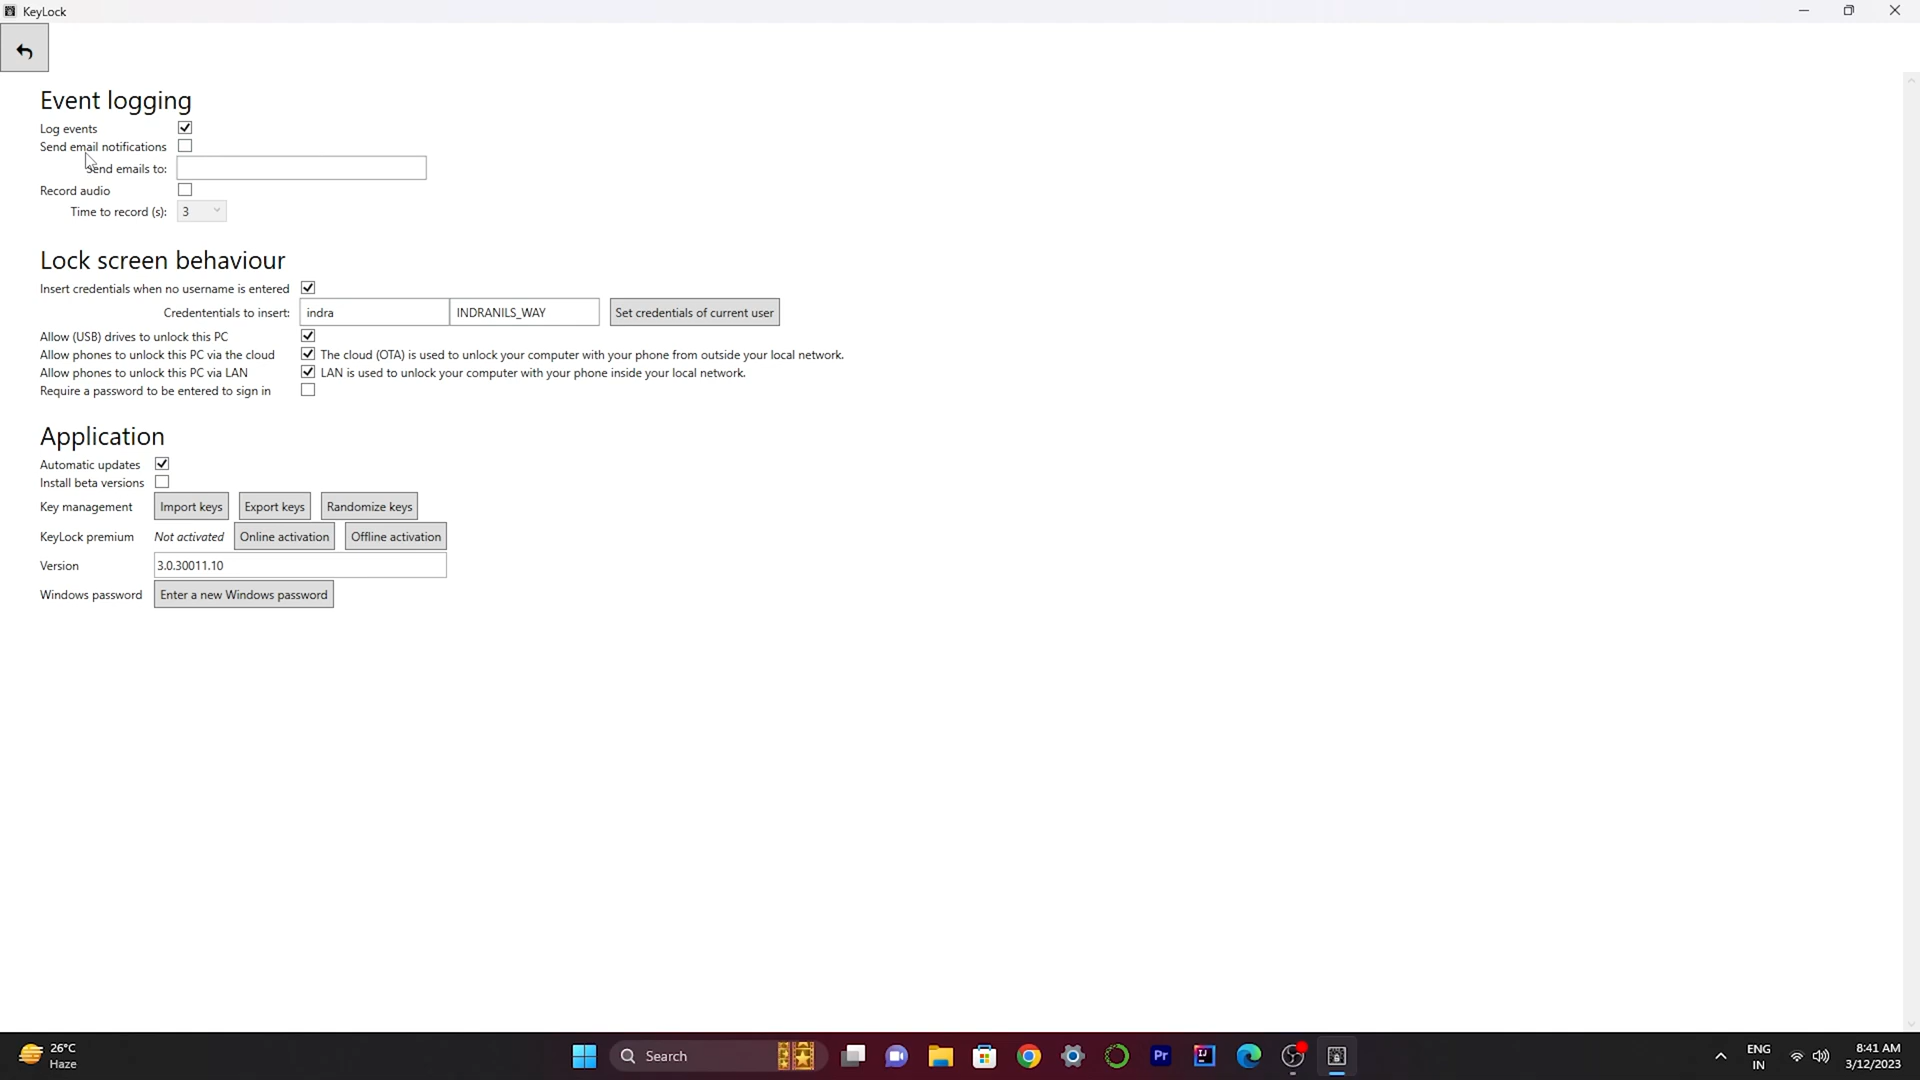 KeyLock
Event logging
Log events
Send email notifications
Send emails to:
Record audio
Time to record (s): 3
Lock screen behaviour
Insert credentials when no username is entered
Credententials to insert: indra INDRANILS_WAY Set credentials of current user
Allow (USB) drives to unlock this PC
Allow phones to unlock this PC via the cloud The cloud (OTA) is used to unlock your computer with your phone from outside your local network.
Allow phones to unlock this PC via LAN LAN is used to unlock your computer with your phone inside your local network.
Require a password to be entered to sign in
Application
Automatic updates
Install beta versions
Key management Import keys Export keys Randomize keys
KeyLock premium Not activated Online activation Offline activation
Version 3.0.30011.10
Windows password Enter a new Windows password
26°C
Haze
Search
Pr
IJ
ENG
IN
8:41 AM
3/12/2023